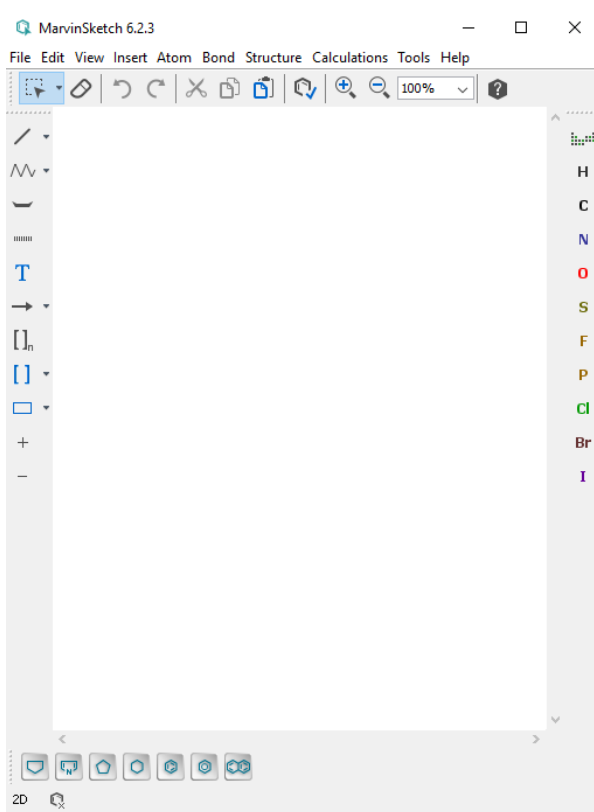 MarvinSketch 6.2.3
File Edit View Insert Atom Bond Structure Calculations Tools Help
100%
?
H
C
N
T
O
S
[ ]n
F
[ ]
P
Cl
Br
I
N
2D